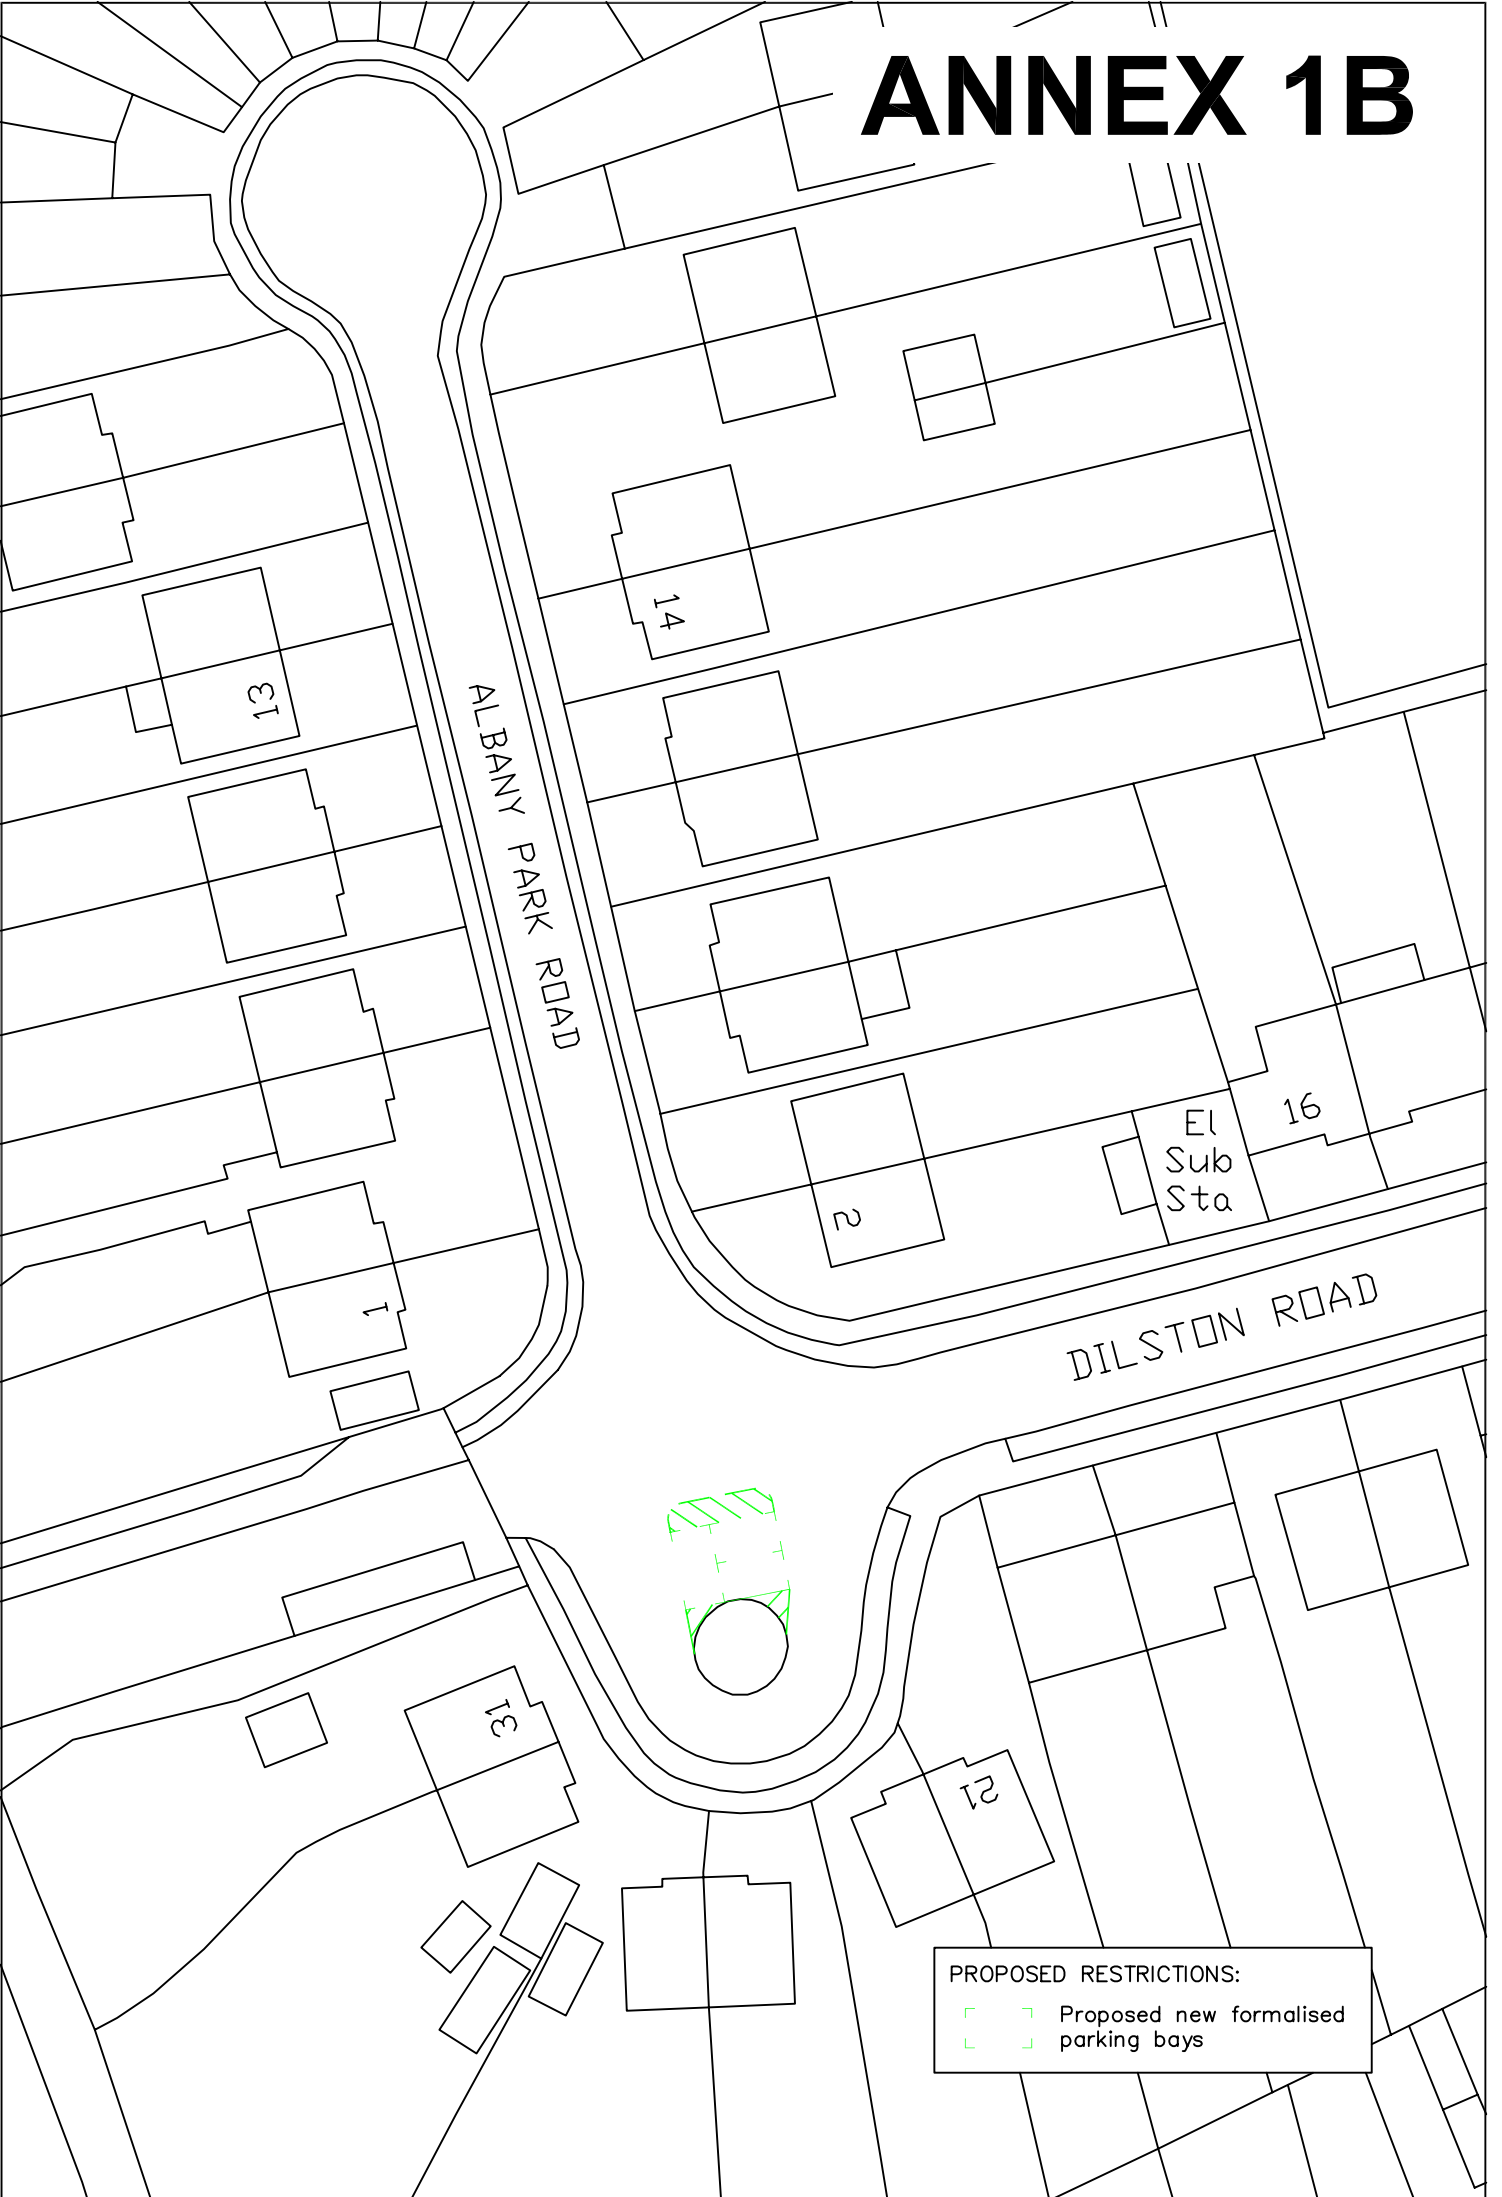 ANNEX 1B
14
13
ALBANY PARK ROAD
El
Sub
Sta
16
2
1
DILSTON ROAD
31
21
PROPOSED RESTRICTIONS:
Proposed new formalised
parking bays